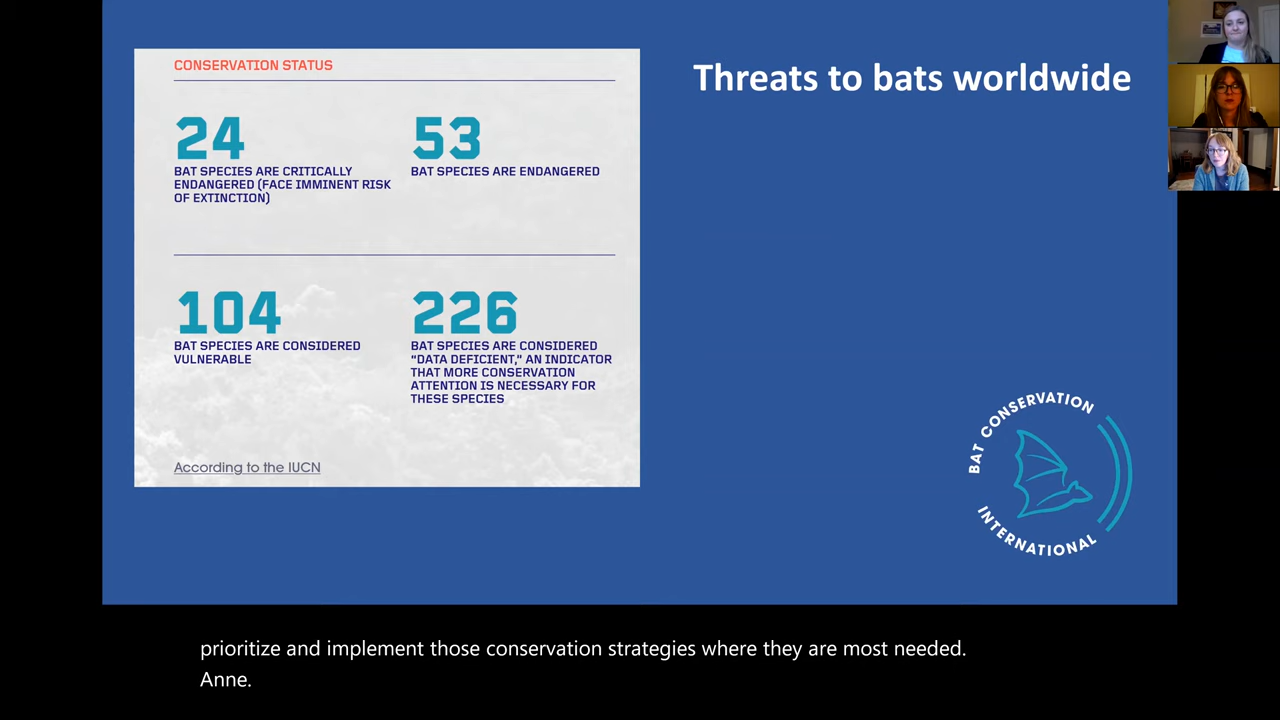 CONSERVATION STATUS
Threats to bats worldwide
24
BAT SPECIES ARE CRITICALLY
ENDANGERED (FACE IMMINENT RISK
OF EXTINCTION)
53
BAT SPECIES ARE ENDANGERED
104
BAT SPECIES ARE CONSIDERED
VULNERABLE
226
BAT SPECIES ARE CONSIDERED
“DATA DEFICIENT,” AN INDICATOR
THAT MORE CONSERVATION
ATTENTION IS NECESSARY FOR
THESE SPECIES
According to the IUCN
BAT CONSERVATION
INTERNATIONAL
prioritize and implement those conservation strategies where they are most needed.
Anne.